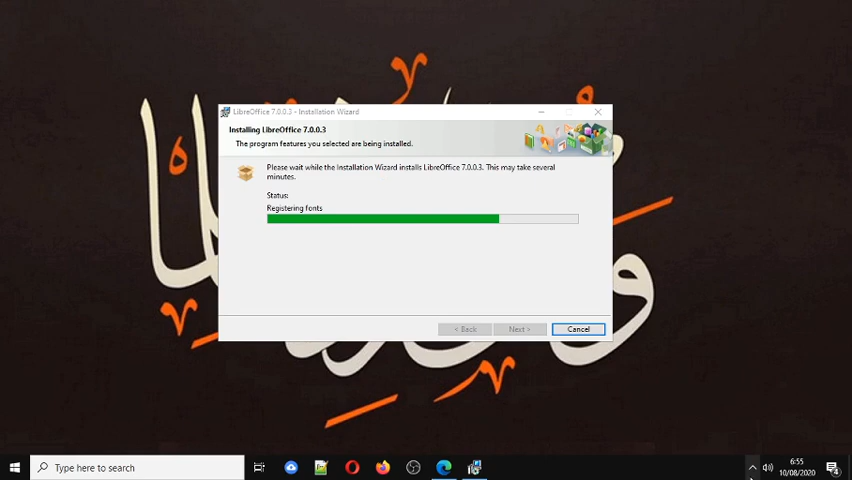 LibreOffice 7.0.0.3 - Installation Wizard
Installing LibreOffice 7.0.0.3
The program features you selected are being installed.
Please wait while the Installation Wizard installs LibreOffice 7.0.0.3. This may take several
minutes.
Status:
Registering fonts
< Back
Next >
Cancel
Type here to search
6:55
10/08/2020
4